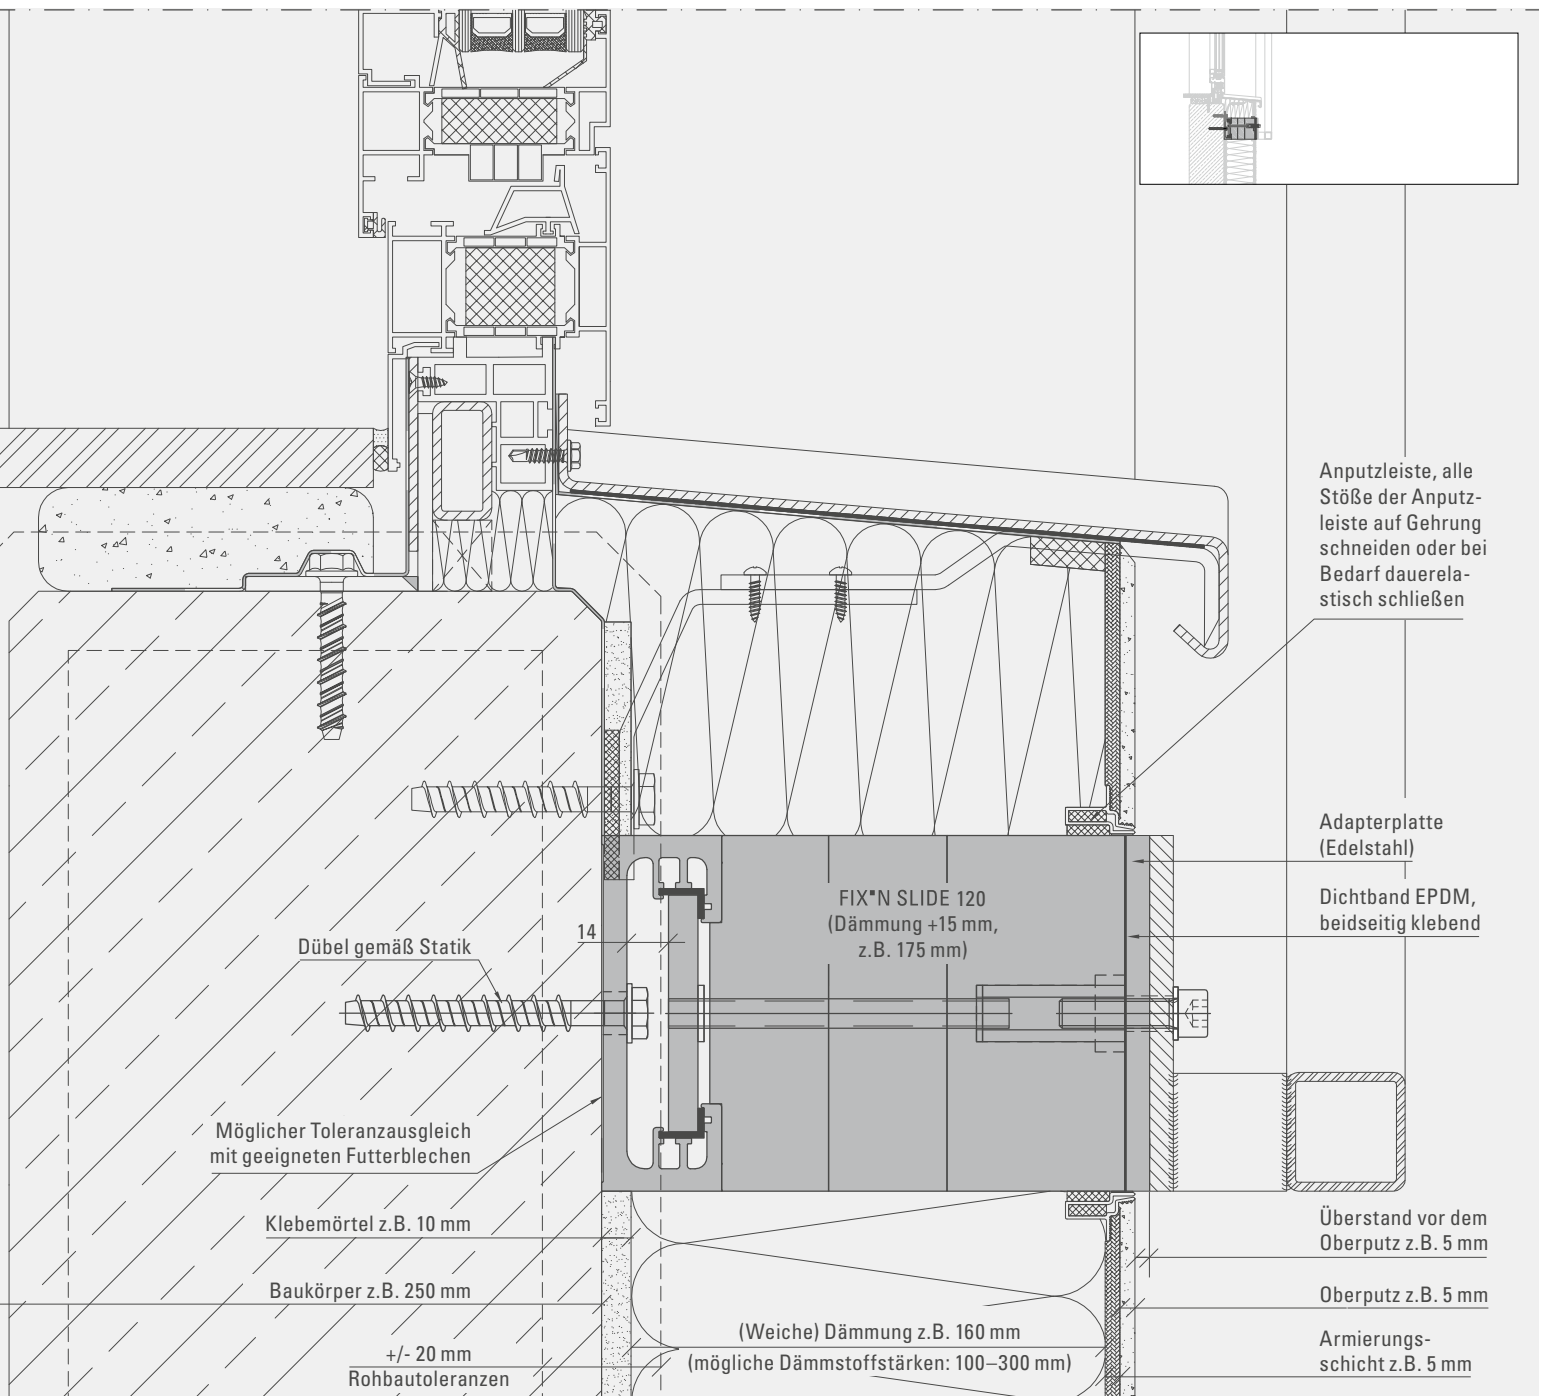 Anputzleiste, alle
Stöße der Anputz-
leiste auf Gehrung
schneiden oder bei
Bedarf dauerela-
stisch schließen
Adapterplatte
(Edelstahl)
Dichtband EPDM,
beidseitig klebend
FIX▪N SLIDE 120
(Dämmung +15 mm,
z.B. 175 mm)
14
Dübel gemäß Statik
Möglicher Toleranzausgleich
mit geeigneten Futterblechen
Klebemörtel z.B. 10 mm
Baukörper z.B. 250 mm
+/- 20 mm
Rohbautoleranzen
(Weiche) Dämmung z.B. 160 mm
(mögliche Dämmstoffstärken: 100–300 mm)
Überstand vor dem
Oberputz z.B. 5 mm
Oberputz z.B. 5 mm
Armierungs-
schicht z.B. 5 mm